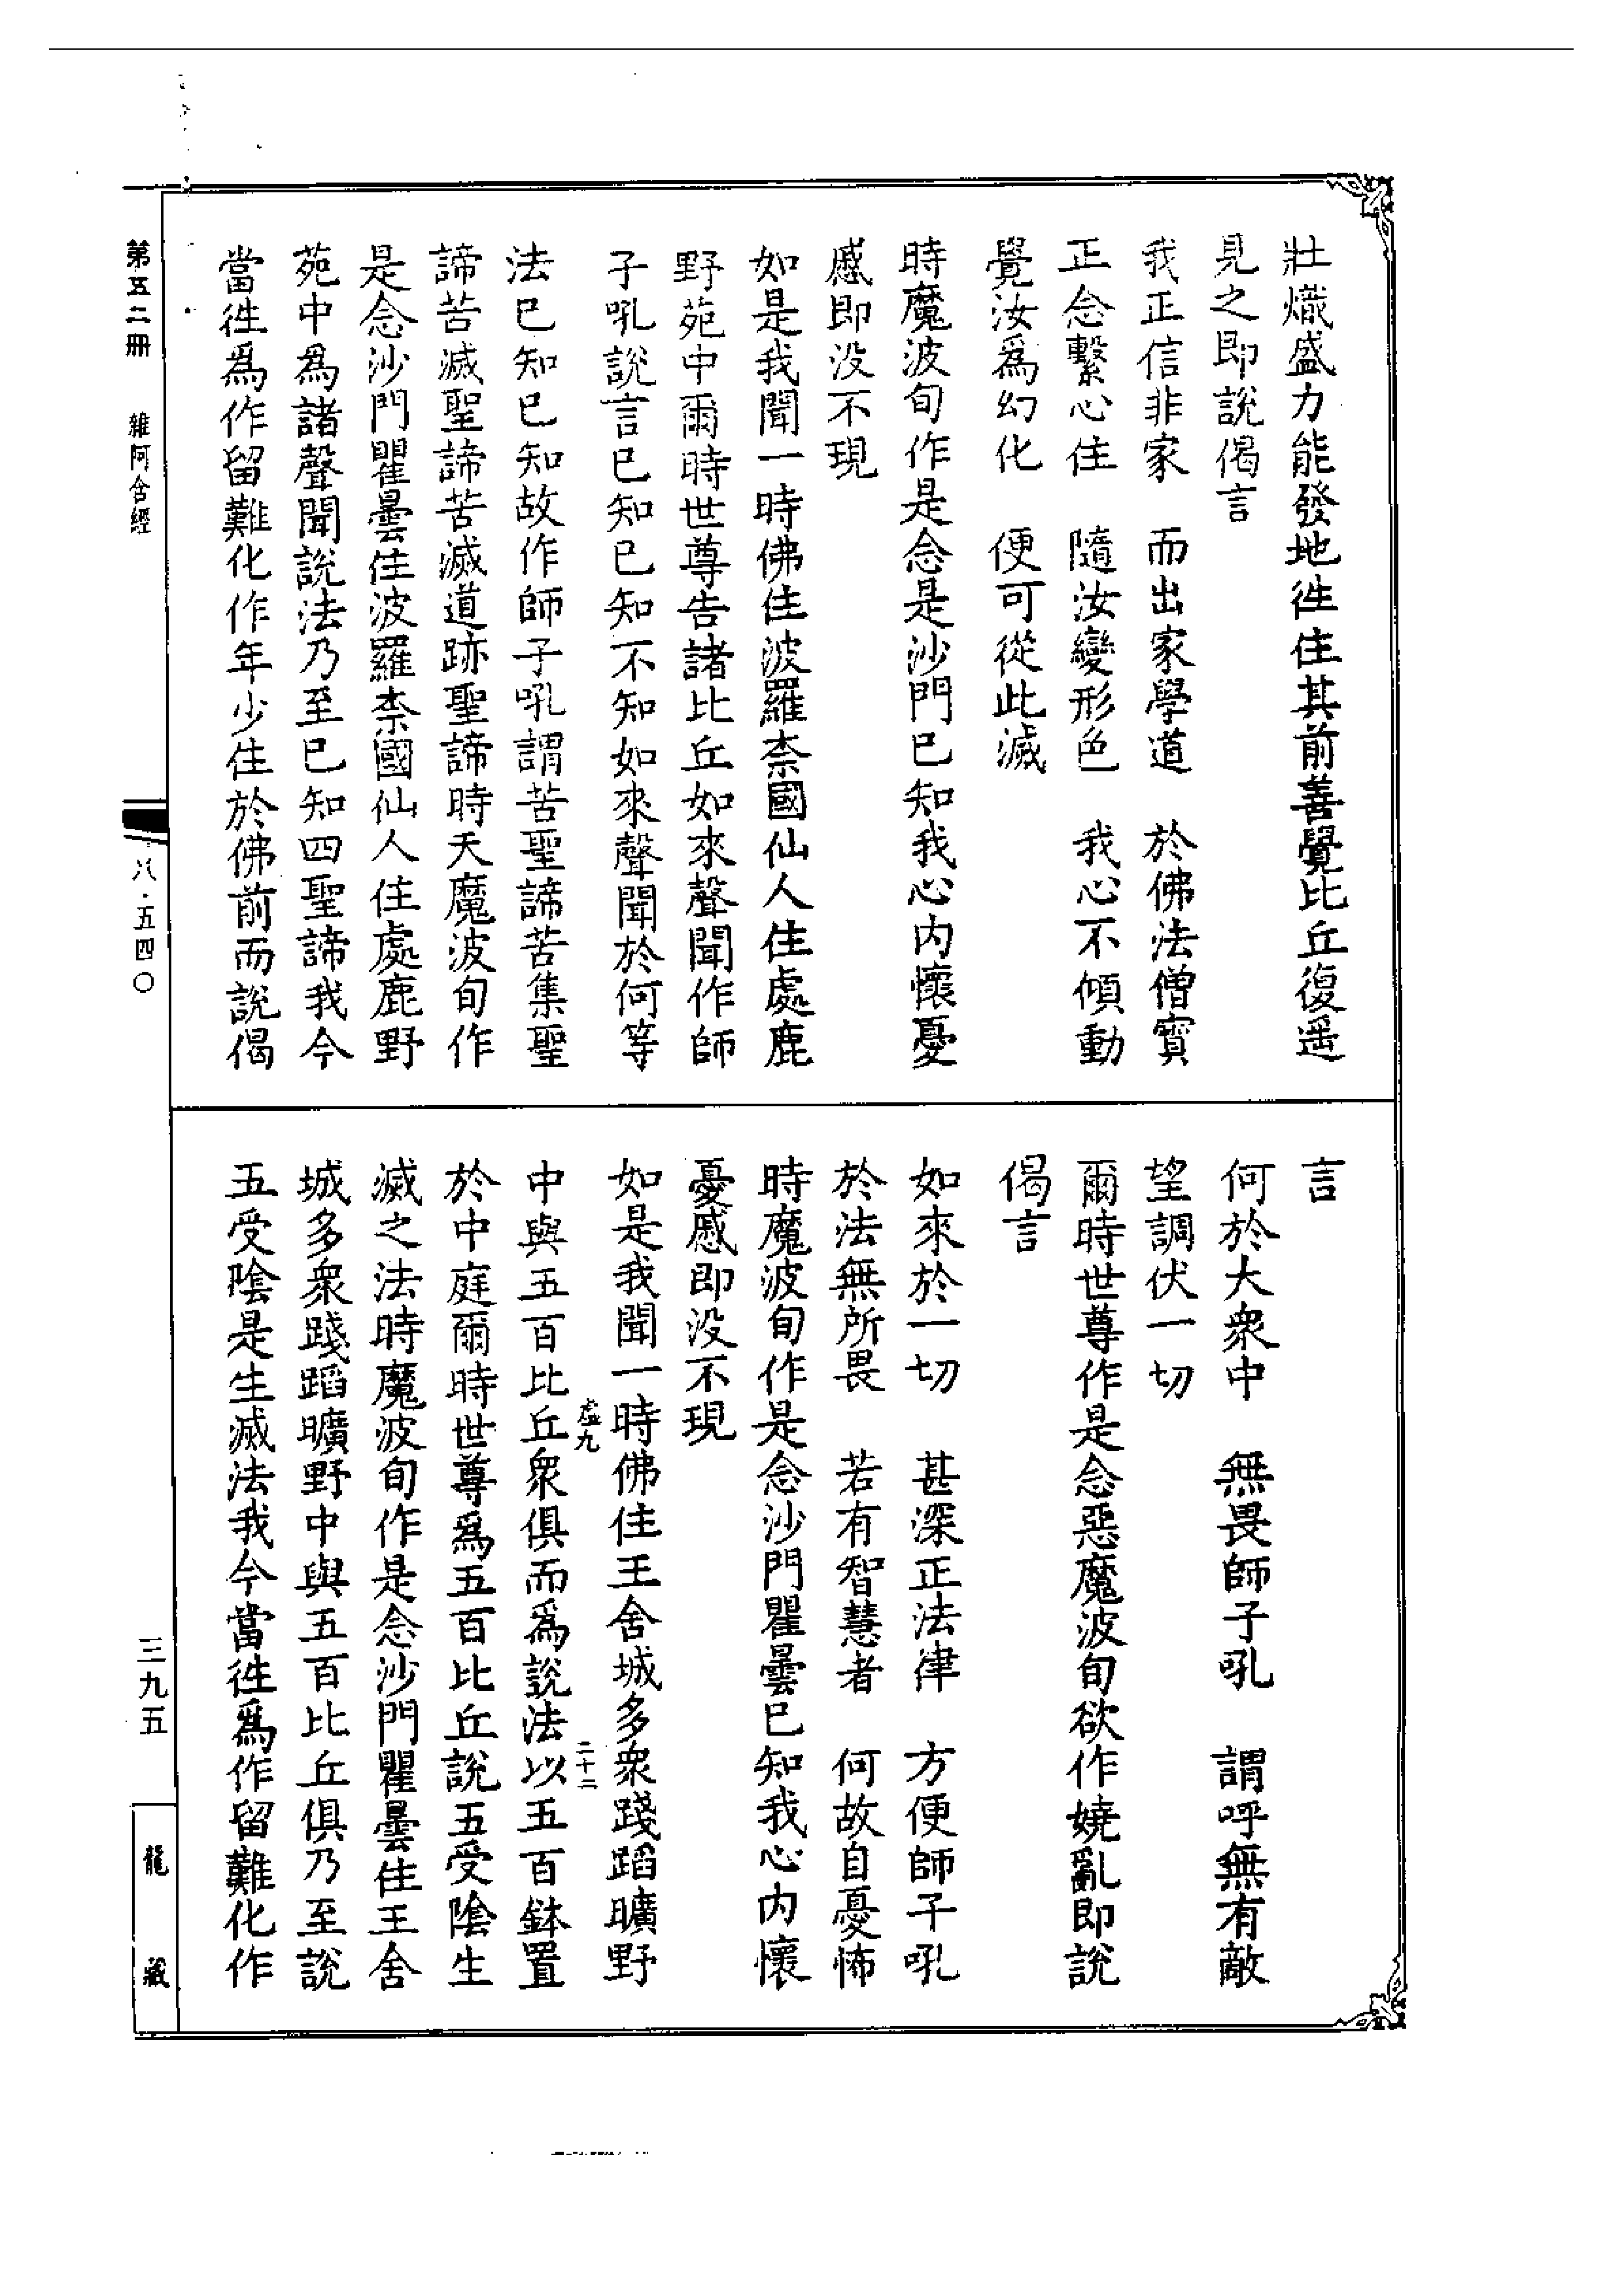 壯熾盛力能發地徃住其前善覺比丘復遥
見之即説偈言
我正信非家　而出家學道　於佛法僧寳
正念繫心住　隨汝變形色　我心不傾動
覺汝爲幻化　便可從此滅
時魔波旬作是念是沙門已知我心内懷憂
慼即没不現
如是我聞一時佛住波羅柰國仙人住處鹿
野苑中爾時世尊告諸比丘如來聲聞作師
子吼説言已知已知不知如來聲聞於何等
法已知已知故作師子吼謂苦聖諦苦集聖
諦苦滅聖諦苦滅道跡聖諦時天魔波旬作
是念沙門瞿曇住波羅柰國仙人住處鹿野
苑中爲諸聲聞説法乃至已知四聖諦我今
當徃爲作留難化作年少住於佛前而説偈
言
何於大衆中　無畏師子吼　謂呼無有敵
望調伏一切
爾時世尊作是念惡魔波旬欲作嬈亂即説
偈言
如來於一切　甚深正法律　方便師子吼
於法無所畏　若有智慧者　何故自憂怖
時魔波旬作是念沙門瞿曇已知我心内懷
憂慼即没不現
如是我聞一時佛住王舍城多衆踐蹈曠野
虛九　二十二
中與五百比丘衆俱而爲説法以五百鉢置
於中庭爾時世尊爲五百比丘説五受隂生
滅之法時魔波旬作是念沙門瞿曇住王舍
城多衆踐蹈曠野中與五百比丘俱乃至説
五受隂是生滅法我今當徃爲作留難化作
第五二册　雜阿含經
八·五四〇
三九五
龍藏